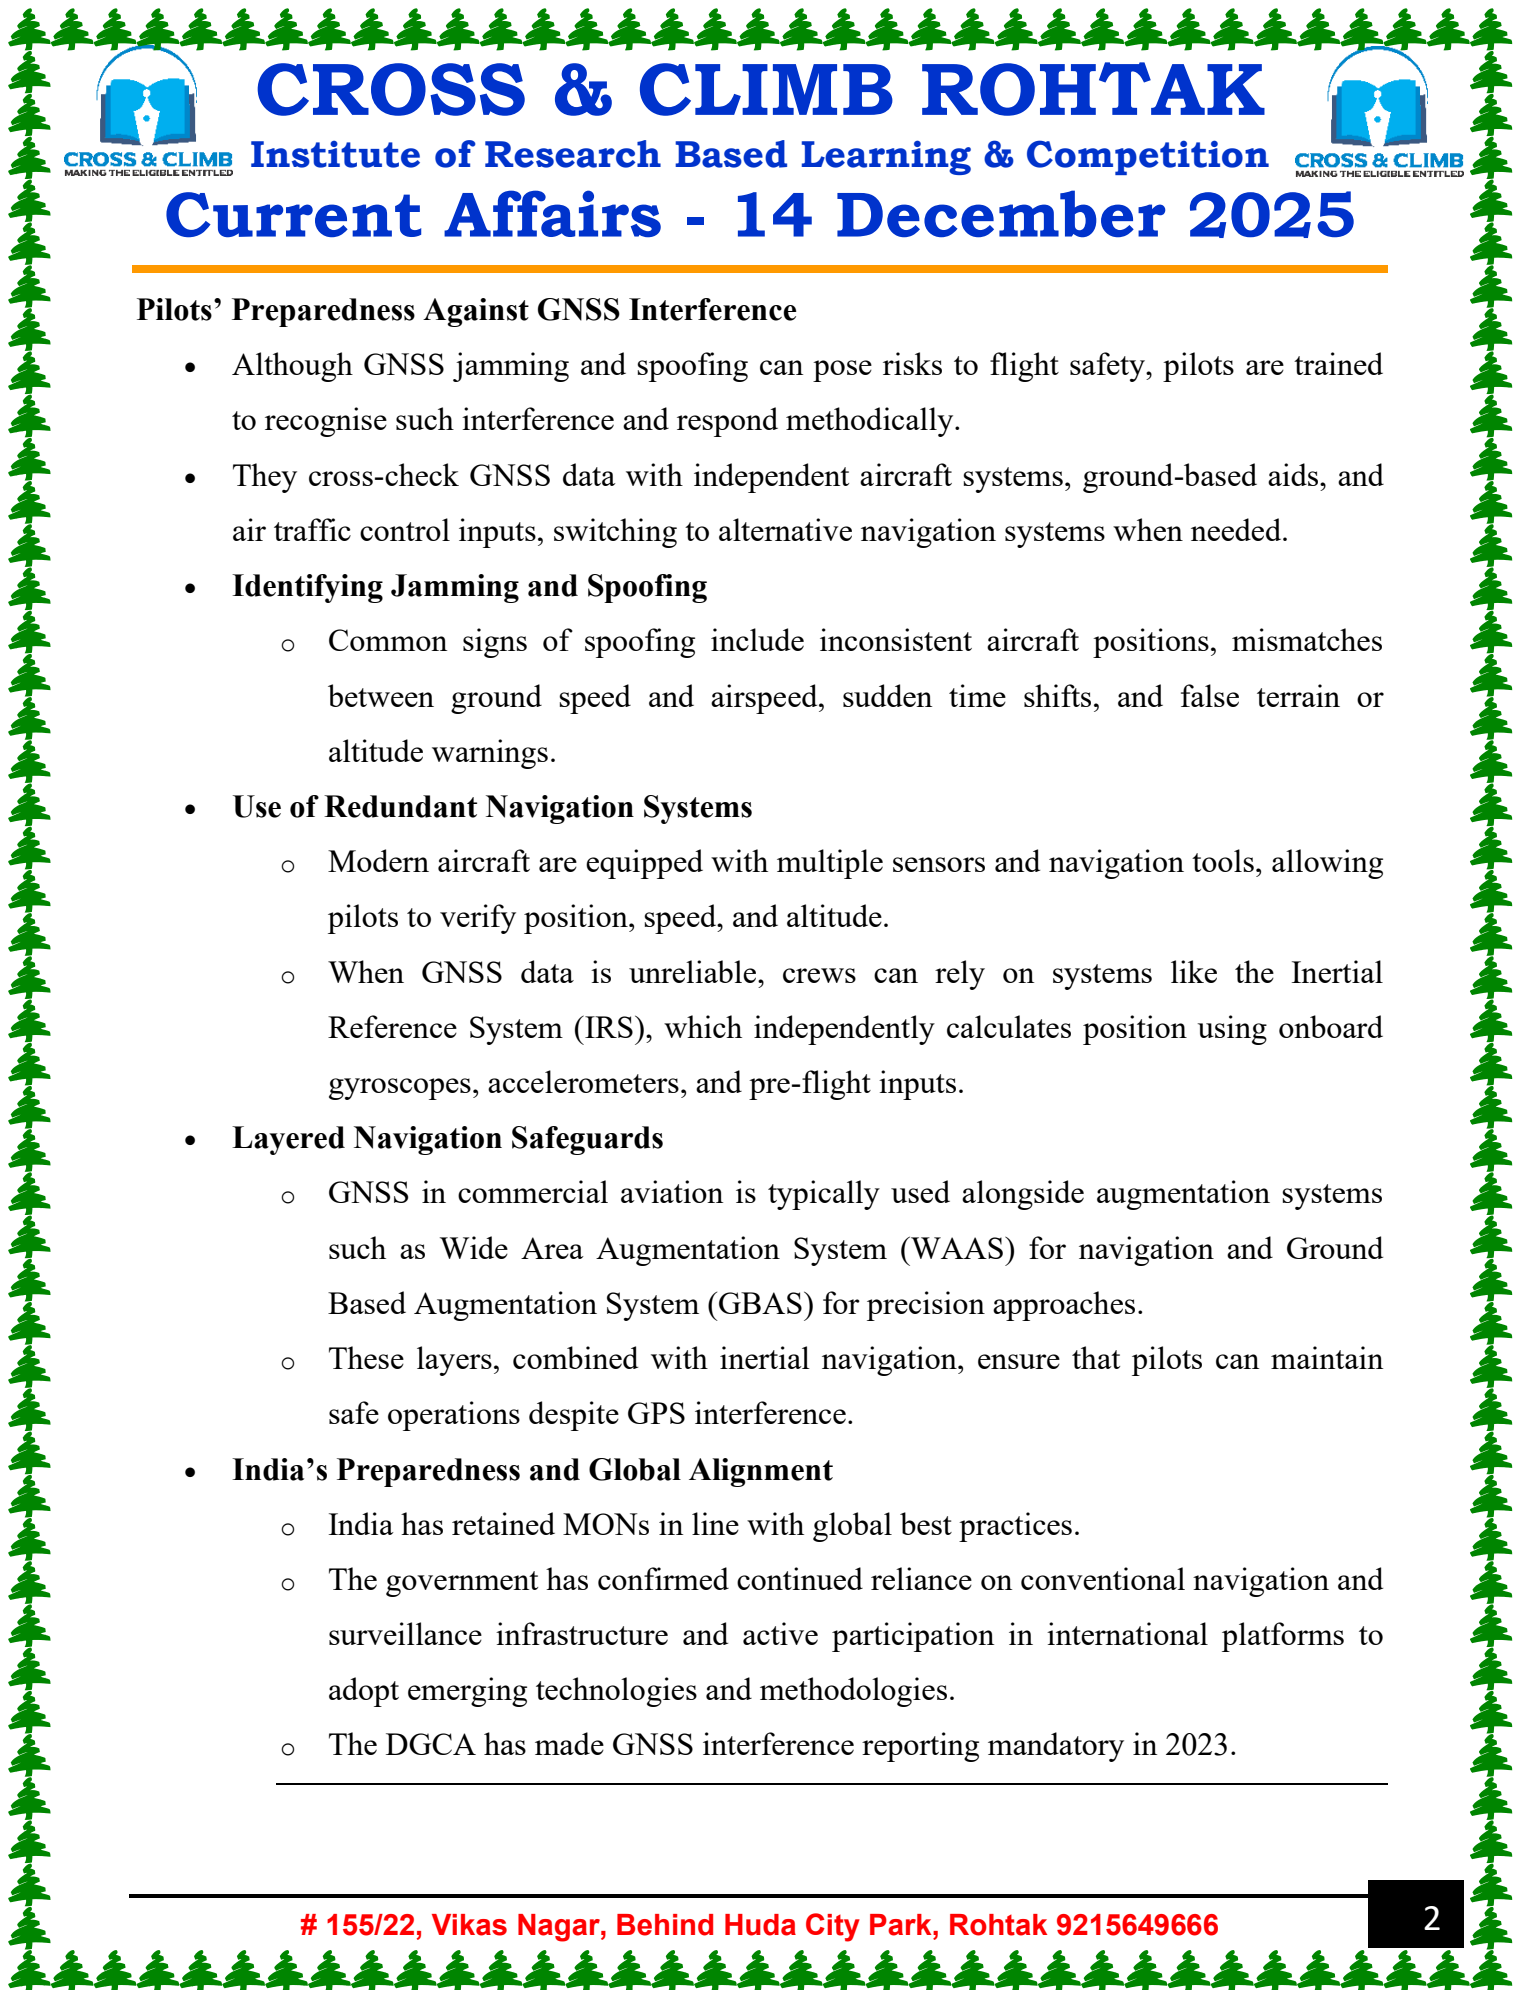 CROSS & CLIMB ROHTAK
CROSS & CLIMB
MAKING THE ELIGIBLE ENTITLED
Institute of Research Based Learning & Competition
CROSS & CLIMB
MAKING THE ELIGIBLE ENTITLED
Current Affairs - 14 December 2025
Pilots’ Preparedness Against GNSS Interference
• Although GNSS jamming and spoofing can pose risks to flight safety, pilots are trained
to recognise such interference and respond methodically.
• They cross-check GNSS data with independent aircraft systems, ground-based aids, and
air traffic control inputs, switching to alternative navigation systems when needed.
• Identifying Jamming and Spoofing
o Common signs of spoofing include inconsistent aircraft positions, mismatches
between ground speed and airspeed, sudden time shifts, and false terrain or
altitude warnings.
• Use of Redundant Navigation Systems
o Modern aircraft are equipped with multiple sensors and navigation tools, allowing
pilots to verify position, speed, and altitude.
o When GNSS data is unreliable, crews can rely on systems like the Inertial
Reference System (IRS), which independently calculates position using onboard
gyroscopes, accelerometers, and pre-flight inputs.
• Layered Navigation Safeguards
o GNSS in commercial aviation is typically used alongside augmentation systems
such as Wide Area Augmentation System (WAAS) for navigation and Ground
Based Augmentation System (GBAS) for precision approaches.
o These layers, combined with inertial navigation, ensure that pilots can maintain
safe operations despite GPS interference.
• India’s Preparedness and Global Alignment
o India has retained MONs in line with global best practices.
o The government has confirmed continued reliance on conventional navigation and
surveillance infrastructure and active participation in international platforms to
adopt emerging technologies and methodologies.
o The DGCA has made GNSS interference reporting mandatory in 2023.
# 155/22, Vikas Nagar, Behind Huda City Park, Rohtak 9215649666
2